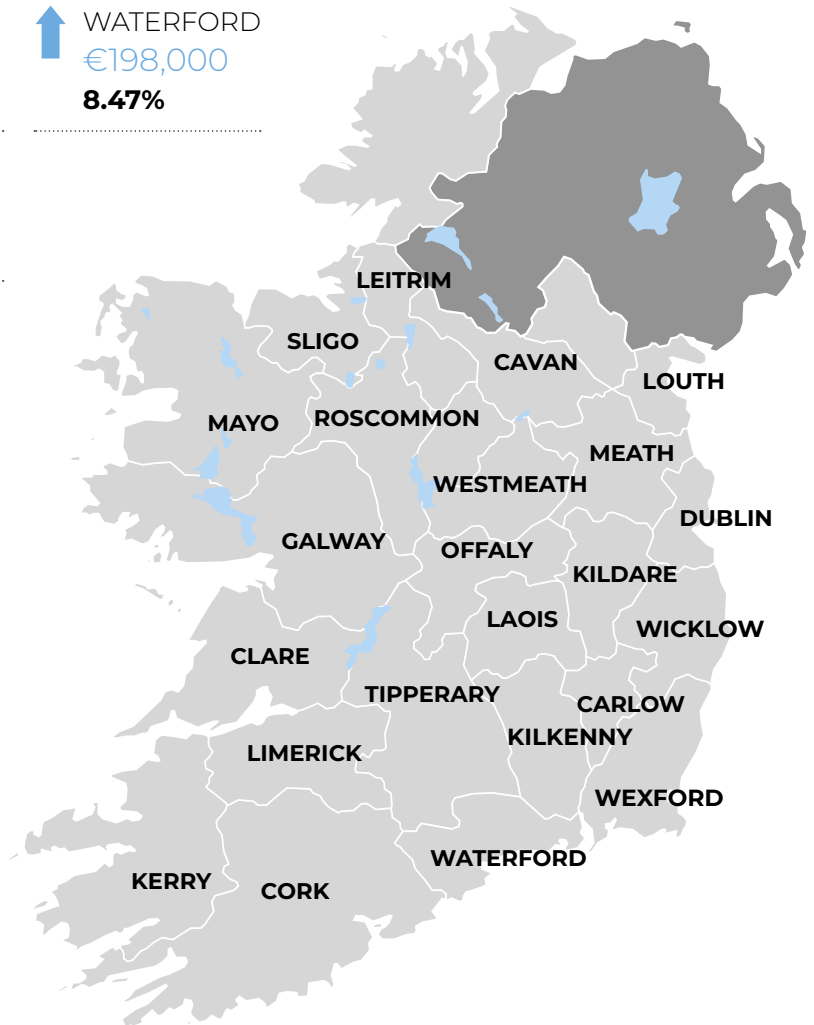 WATERFORD
€198,000
8.47%
LEITRIM
SLIGO
CAVAN
LOUTH
MAYO
ROSCOMMON
MEATH
WESTMEATH
DUBLIN
GALWAY
OFFALY
KILDARE
LAOIS
WICKLOW
CLARE
TIPPERARY
CARLOW
KILKENNY
LIMERICK
WEXFORD
WATERFORD
KERRY
CORK